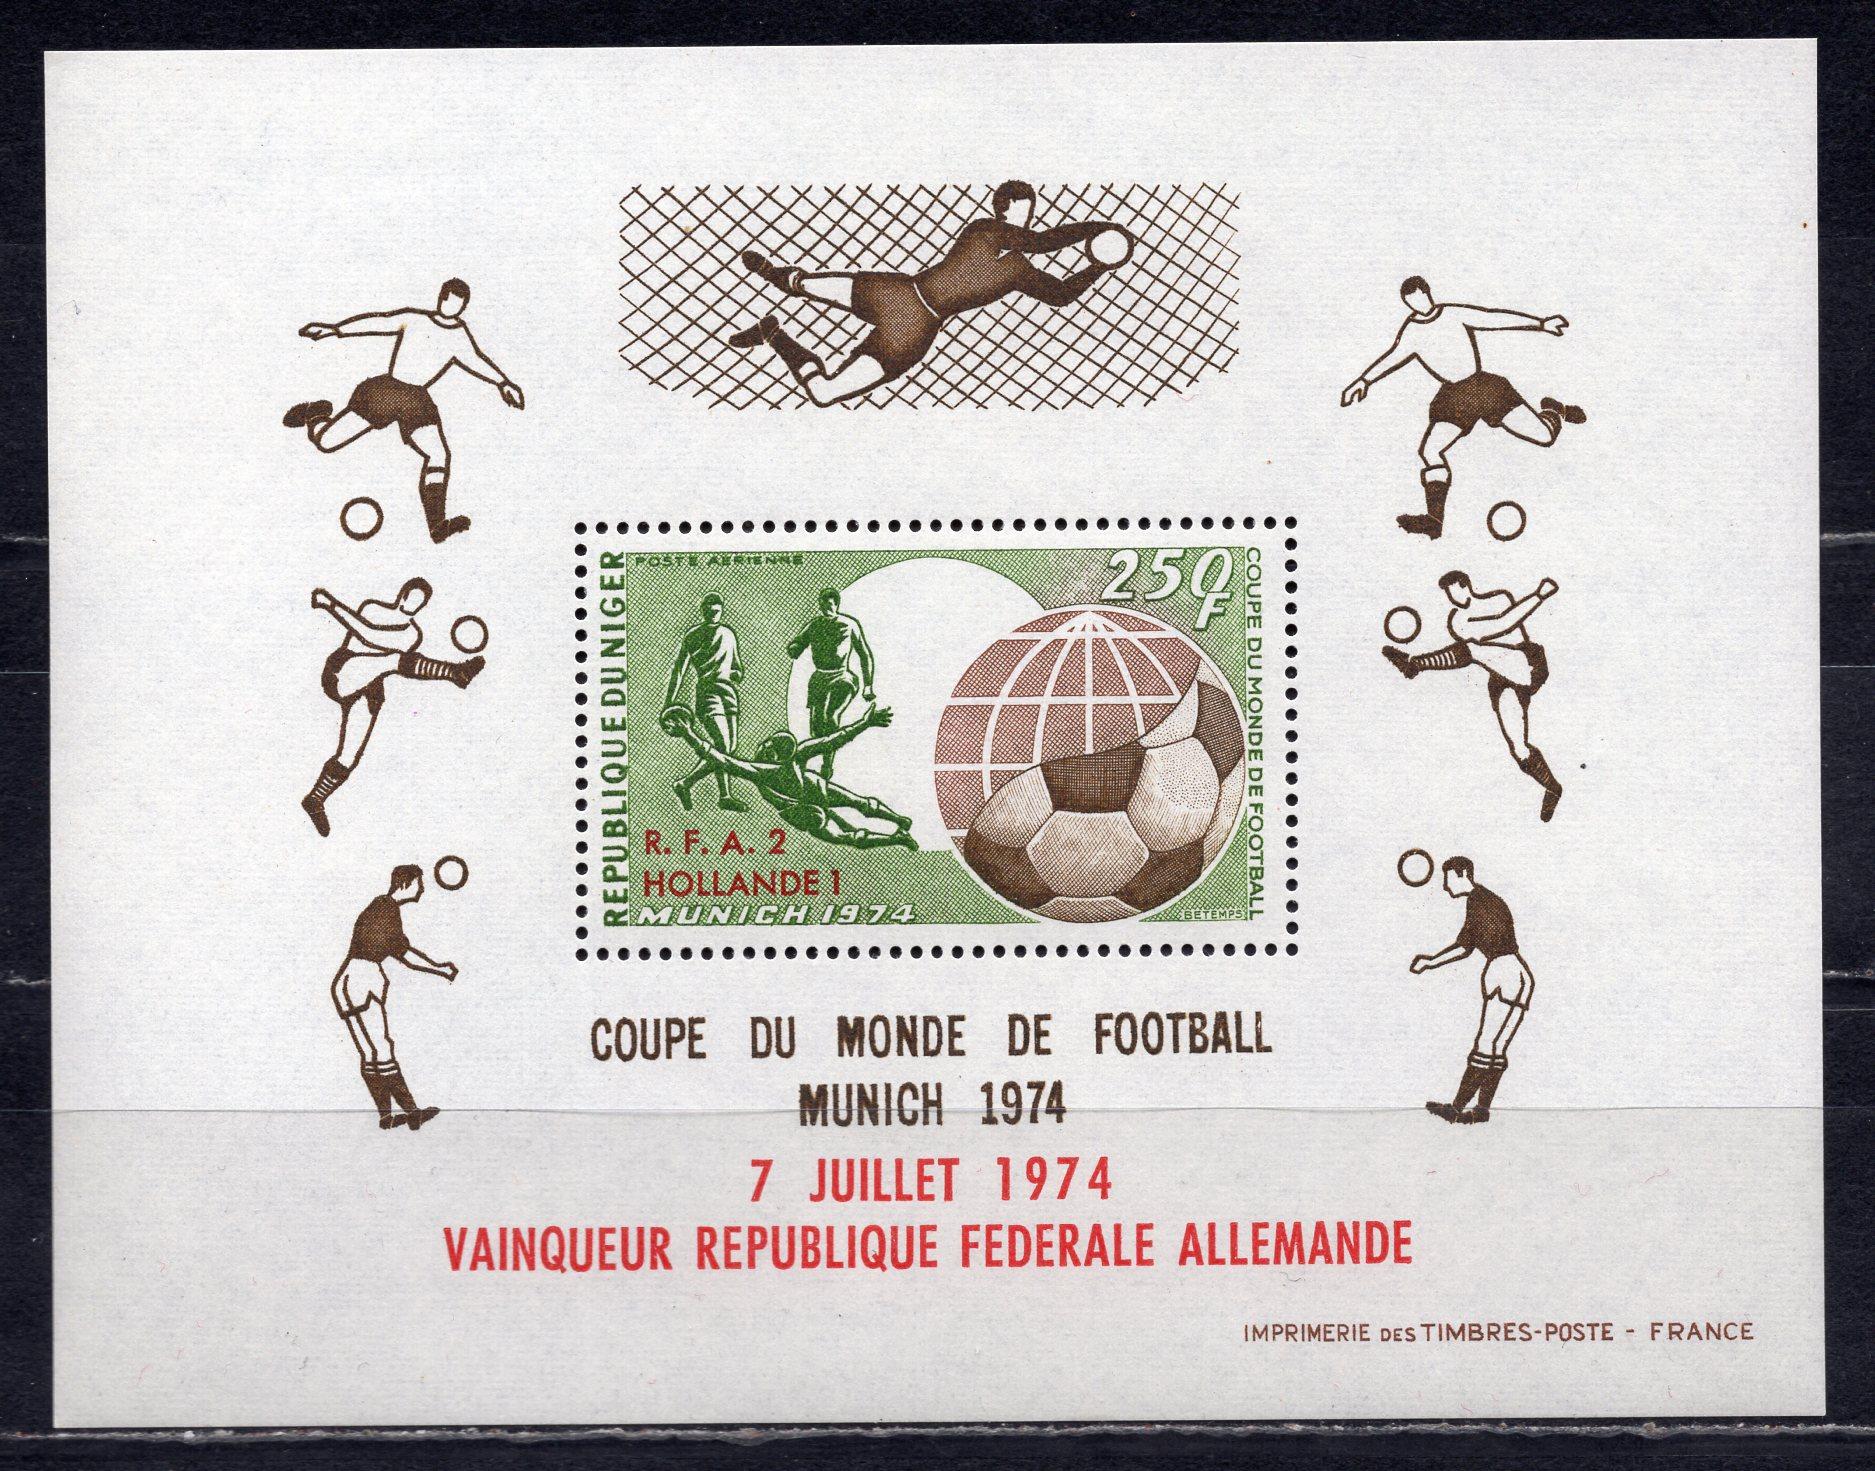 POSTE AERIENNE
250F
REPUBLIQUE DU NIGER
COUPE DU MONDE DE FOOTBALL
R. F. A. 2
HOLLANDE 1
MUNICH 1974
BETEMPS
COUPE DU MONDE DE FOOTBALL
MUNICH 1974
7 JUILLET 1974
VAINQUEUR REPUBLIQUE FEDERALE ALLEMANDE
IMPRIMERIE DES TIMBRES-POSTE - FRANCE